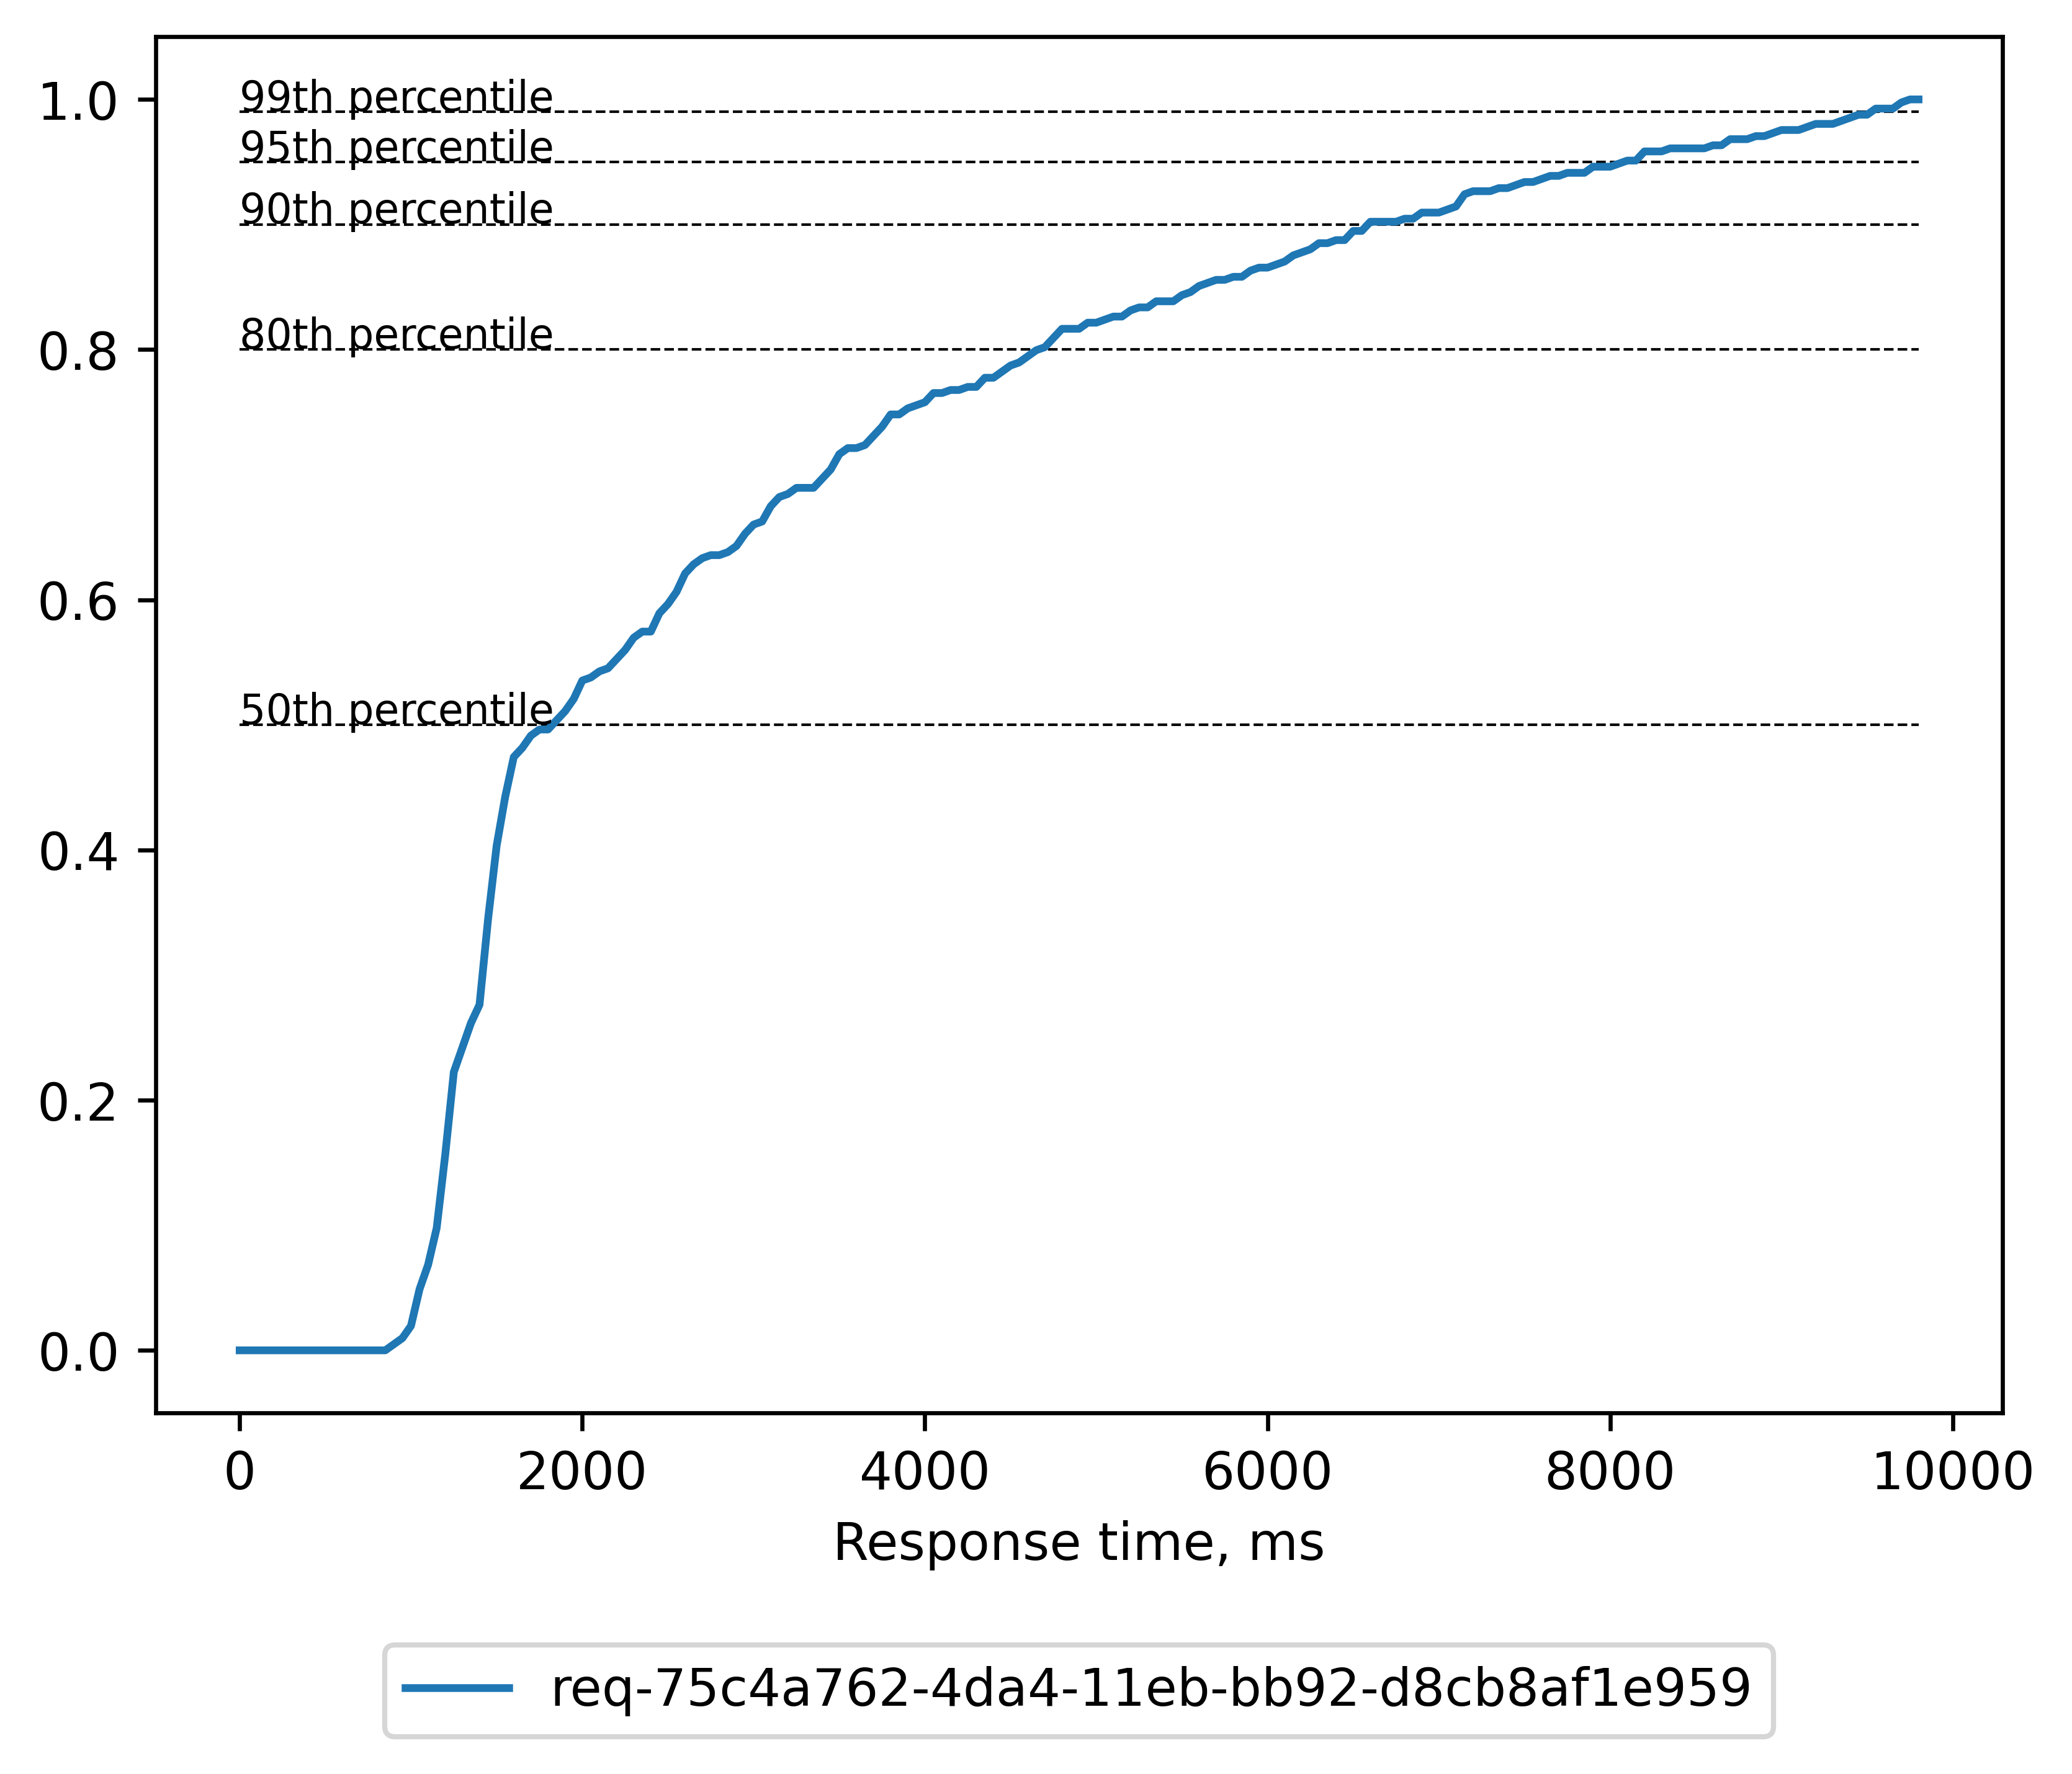 1.0
99th percentile
95th percentile
90th percentile
0.8
80th percentile
0.6
50th percentile
0.4
0.2
0.0
0 2000 4000 6000 8000 10000
Response time, ms
req-75c4a762-4da4-11eb-bb92-d8cb8af1e959